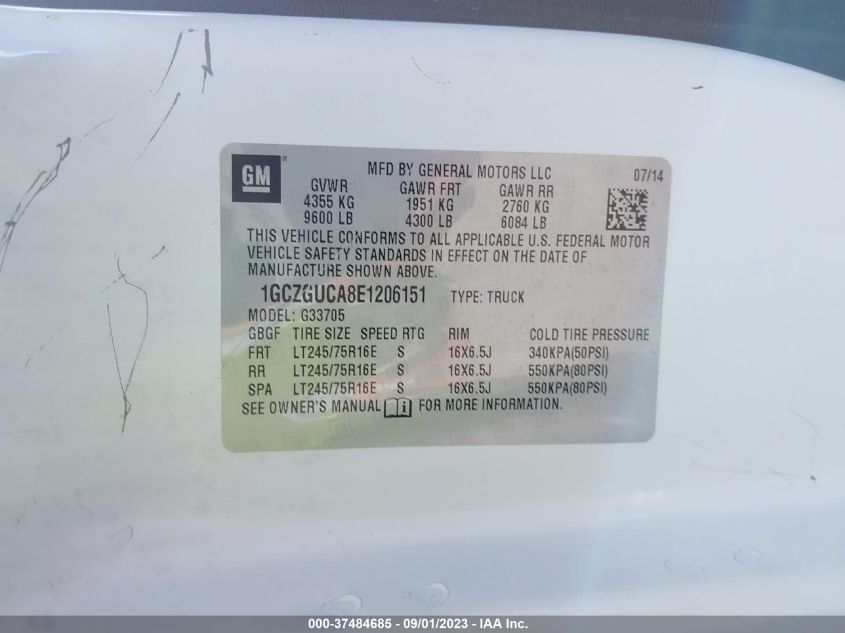 GM ®
MFD BY GENERAL MOTORS LLC 07/14
GVWR GAWR FRT GAWR RR
4355 KG 1951 KG 2760 KG
9600 LB 4300 LB 6084 LB
THIS VEHICLE CONFORMS TO ALL APPLICABLE U.S. FEDERAL MOTOR
VEHICLE SAFETY STANDARDS IN EFFECT ON THE DATE OF
MANUFACTURE SHOWN ABOVE.
1GCZGUCA8E1206151 TYPE: TRUCK
MODEL: G33705
GBGF TIRE SIZE SPEED RTG RIM COLD TIRE PRESSURE
FRT LT245/75R16E S 16X6.5J 340KPA(50PSI)
RR LT245/75R16E S 16X6.5J 550KPA(80PSI)
SPA LT245/75R16E S 16X6.5J 550KPA(80PSI)
SEE OWNER'S MANUAL FOR MORE INFORMATION.
000-37484685 - 09/01/2023 - IAA Inc.